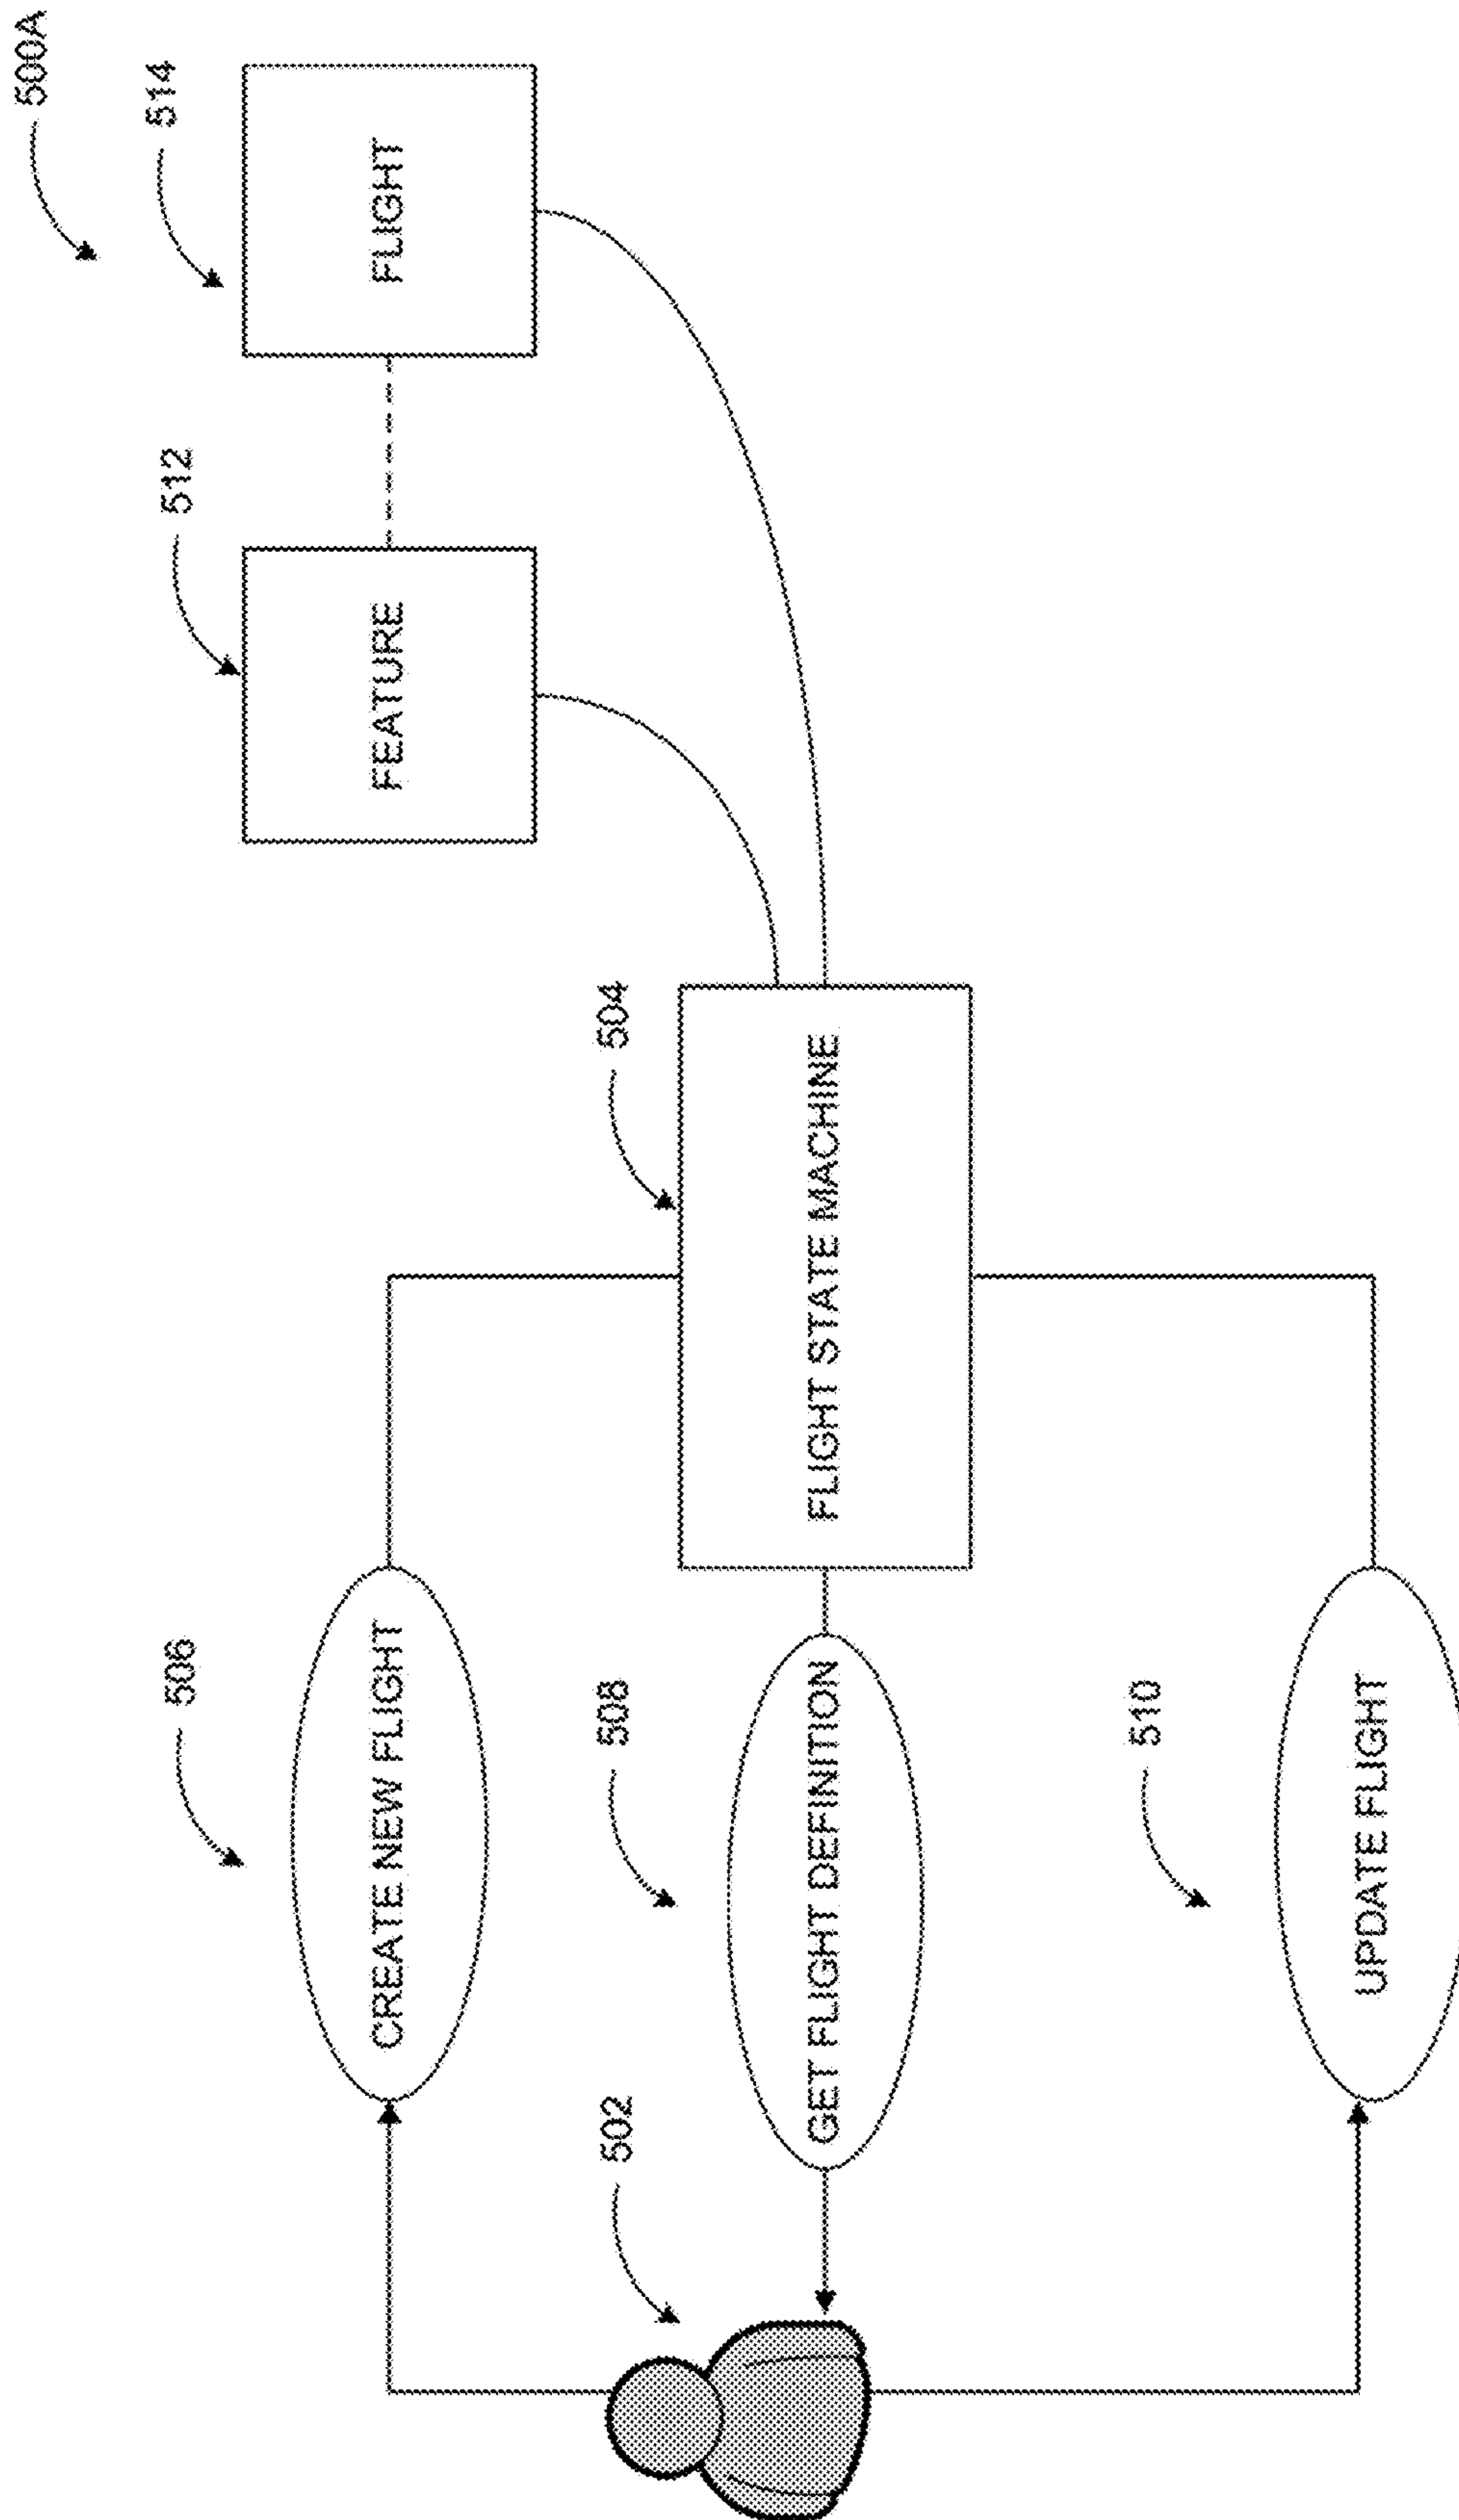 500A
506
CREATE NEW FLIGHT
512
FEATURE
514
FLIGHT
502
508
GET FLIGHT DEFINITION
504
FLIGHT STATE MACHINE
510
UPDATE FLIGHT